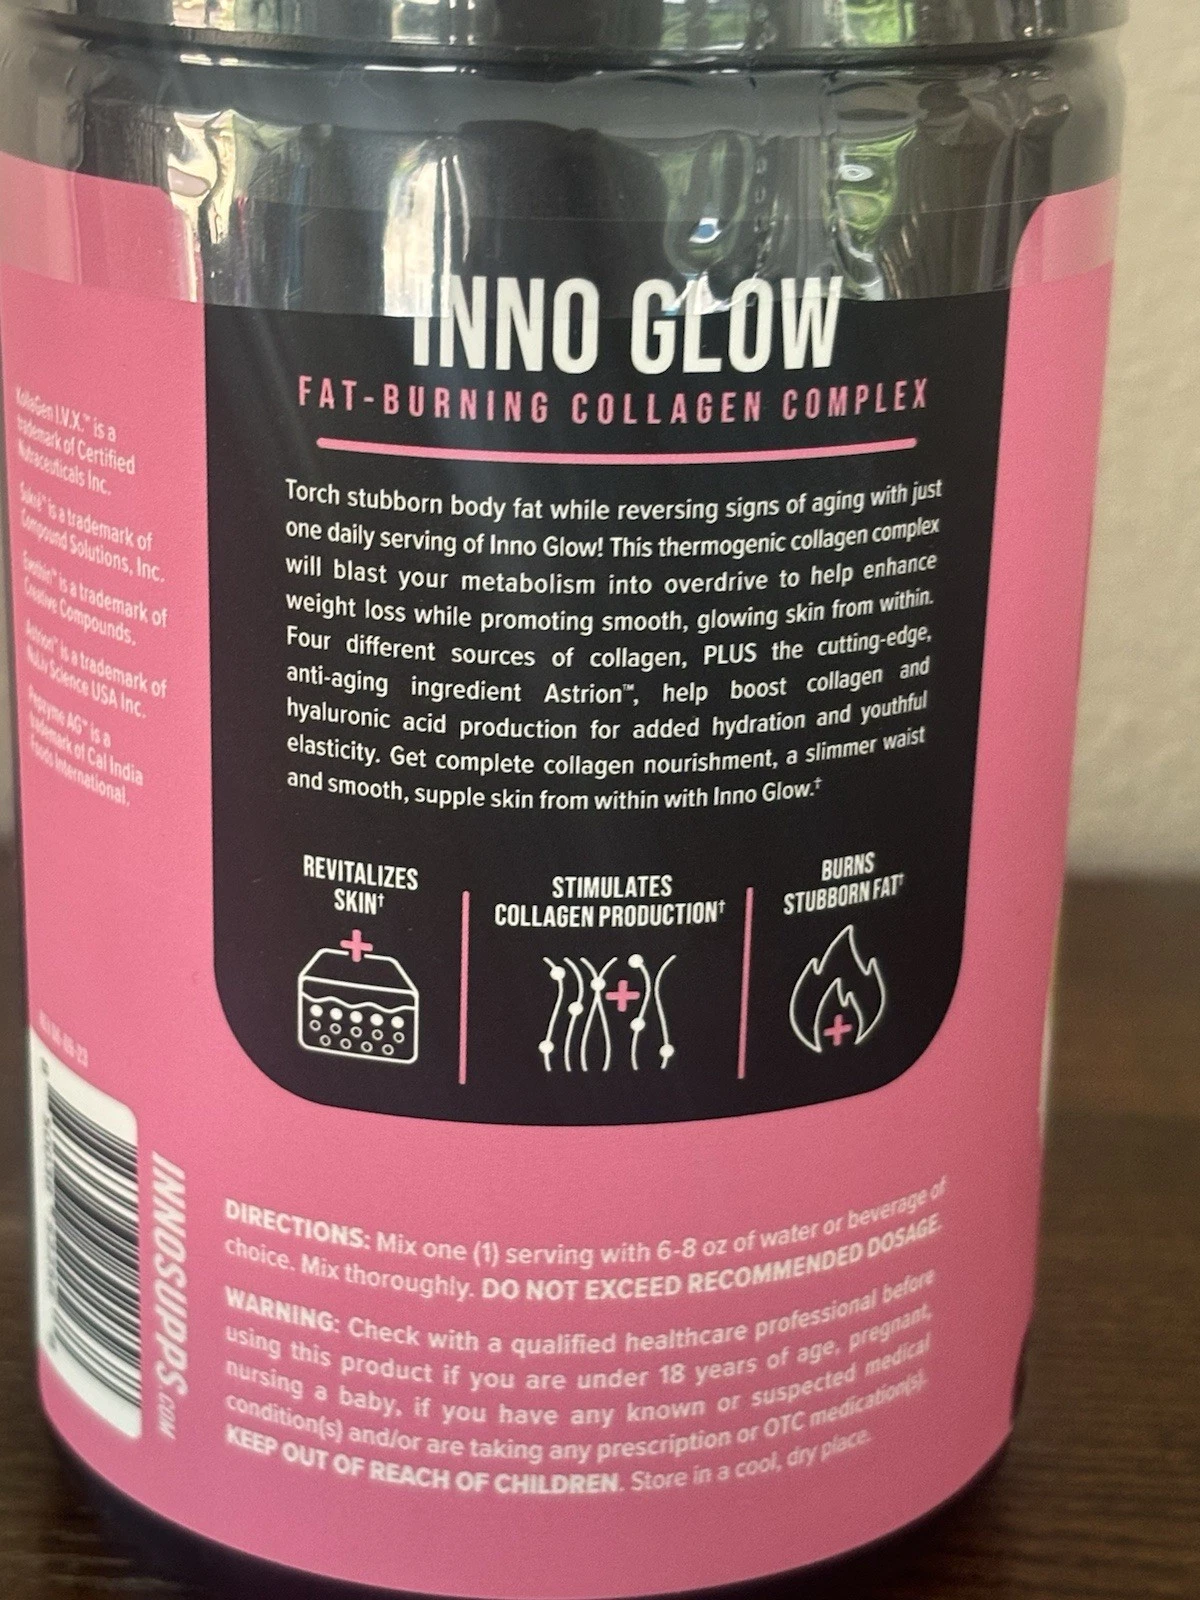 INNO GLOW
FAT-BURNING COLLAGEN COMPLEX
Torch stubborn body fat while reversing signs of aging with just
one daily serving of Inno Glow! This thermogenic collagen complex
will blast your metabolism into overdrive to help enhance
weight loss while promoting smooth, glowing skin from within.
Four different sources of collagen, PLUS the cutting-edge,
anti-aging ingredient Astrion™, help boost collagen and
hyaluronic acid production for added hydration and youthful
elasticity. Get complete collagen nourishment, a slimmer waist
and smooth, supple skin from within with Inno Glow.†
REVITALIZES
SKIN†
STIMULATES
COLLAGEN PRODUCTION†
BURNS
STUBBORN FAT†
DIRECTIONS: Mix one (1) serving with 6-8 oz of water or beverage of
choice. Mix thoroughly. DO NOT EXCEED RECOMMENDED DOSAGE.
WARNING: Check with a qualified healthcare professional before
using this product if you are under 18 years of age, pregnant,
nursing a baby, if you have any known or suspected medical
condition(s) and/or are taking any prescription or OTC medication(s).
KEEP OUT OF REACH OF CHILDREN. Store in a cool, dry place.
KollaGen I.V.X.™ is a
trademark of Certified
Nutraceuticals Inc.
is a trademark of
Compound Solutions, Inc.
is a trademark of
Creative Compounds.
Astrion™ is a trademark of
NuLiv Science USA Inc.
Pepzyme AG™ is a
trademark of Cal India
Foods International.
INNOSUPPS.COM